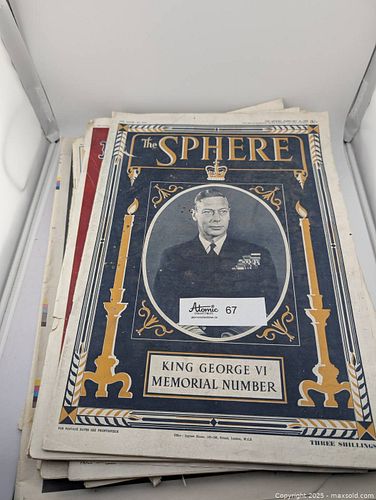 The SPHERE
Atomic 67
KING GEORGE VI
MEMORIAL NUMBER
THREE SHILLINGS
Copyright 2025 - maxsold.com